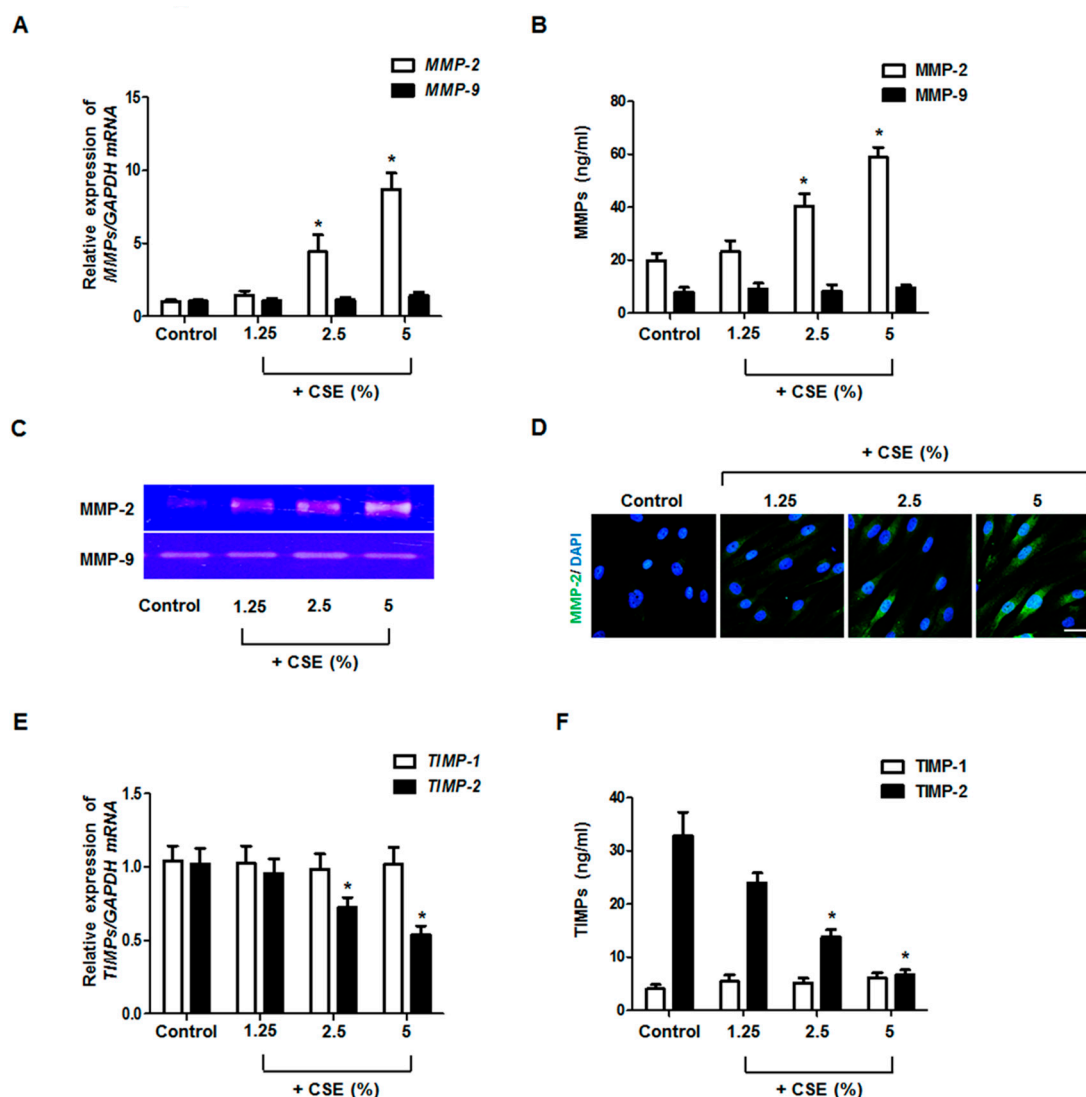 A
MMP-2
MMP-9
Relative expression of
MMPs/GAPDH mRNA
15
10
5
0
* *
Control 1.25 2.5 5
+ CSE (%)
B
MMP-2
MMP-9
MMPs (ng/ml)
80
60
40
20
0
* *
Control 1.25 2.5 5
+ CSE (%)
C
MMP-2
MMP-9
Control 1.25 2.5 5
+ CSE (%)
D
+ CSE (%)
Control 1.25 2.5 5
MMP-2/ DAPI
E
TIMP-1
TIMP-2
Relative expression of
TIMPs/GAPDH mRNA
1.5
1.0
0.5
0.0
* *
Control 1.25 2.5 5
+ CSE (%)
F
TIMP-1
TIMP-2
TIMPs (ng/ml)
40
30
20
10
0
* *
Control 1.25 2.5 5
+ CSE (%)